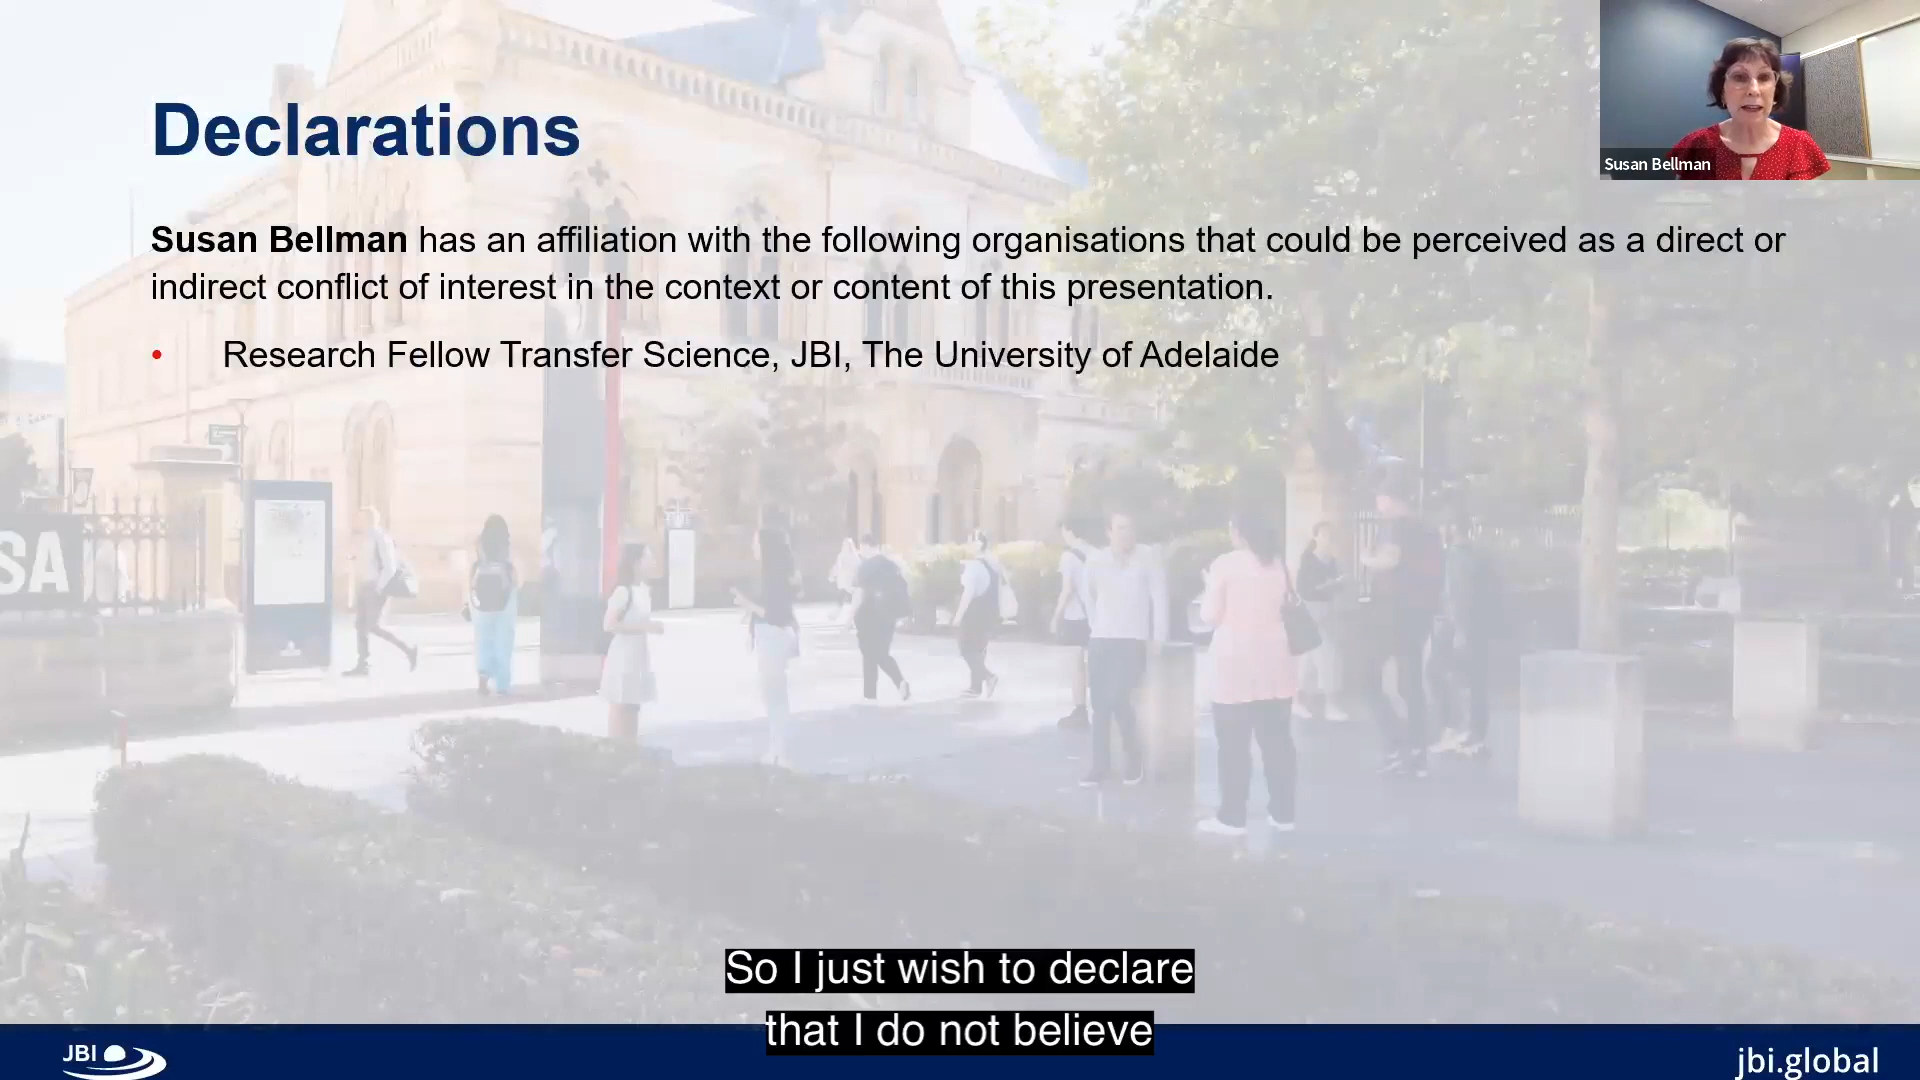 Declarations
Susan Bellman
Susan Bellman has an affiliation with the following organisations that could be perceived as a direct or
indirect conflict of interest in the context or content of this presentation.
• Research Fellow Transfer Science, JBI, The University of Adelaide
SA
So I just wish to declare
that I do not believe
JBI
jbi.global